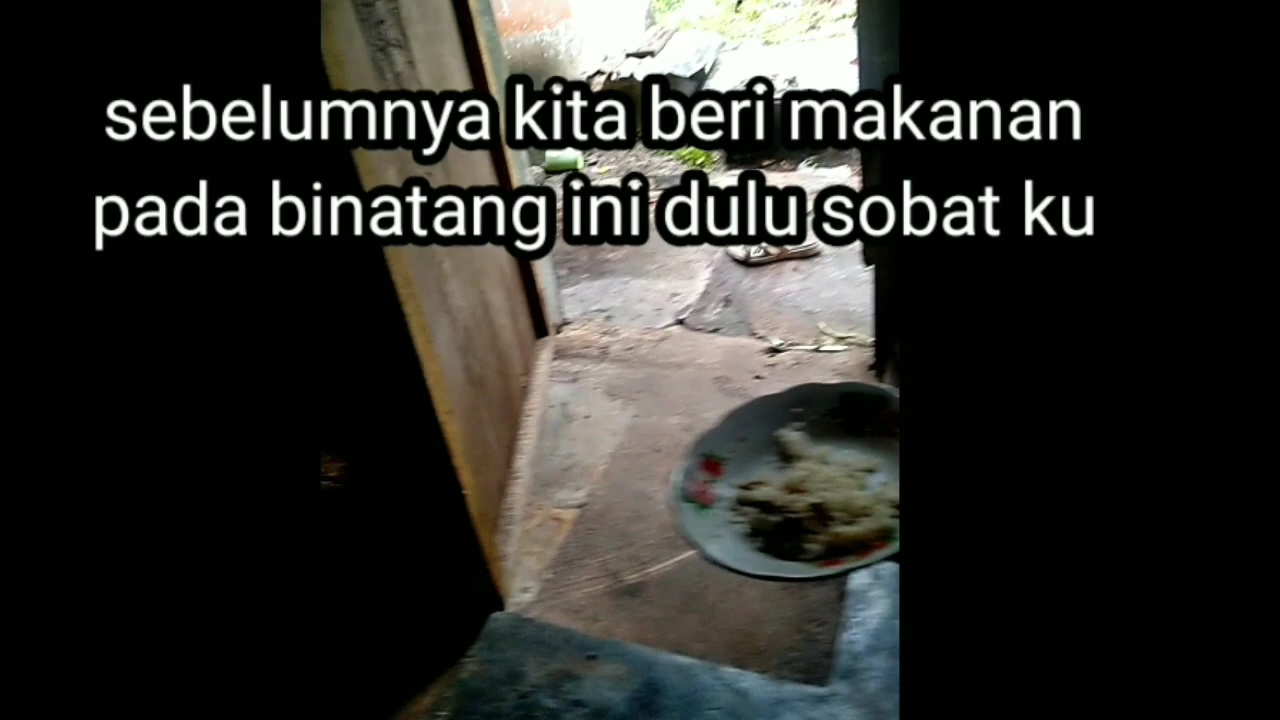 sebelumnya kita beri makanan
pada binatang ini dulu sobat ku